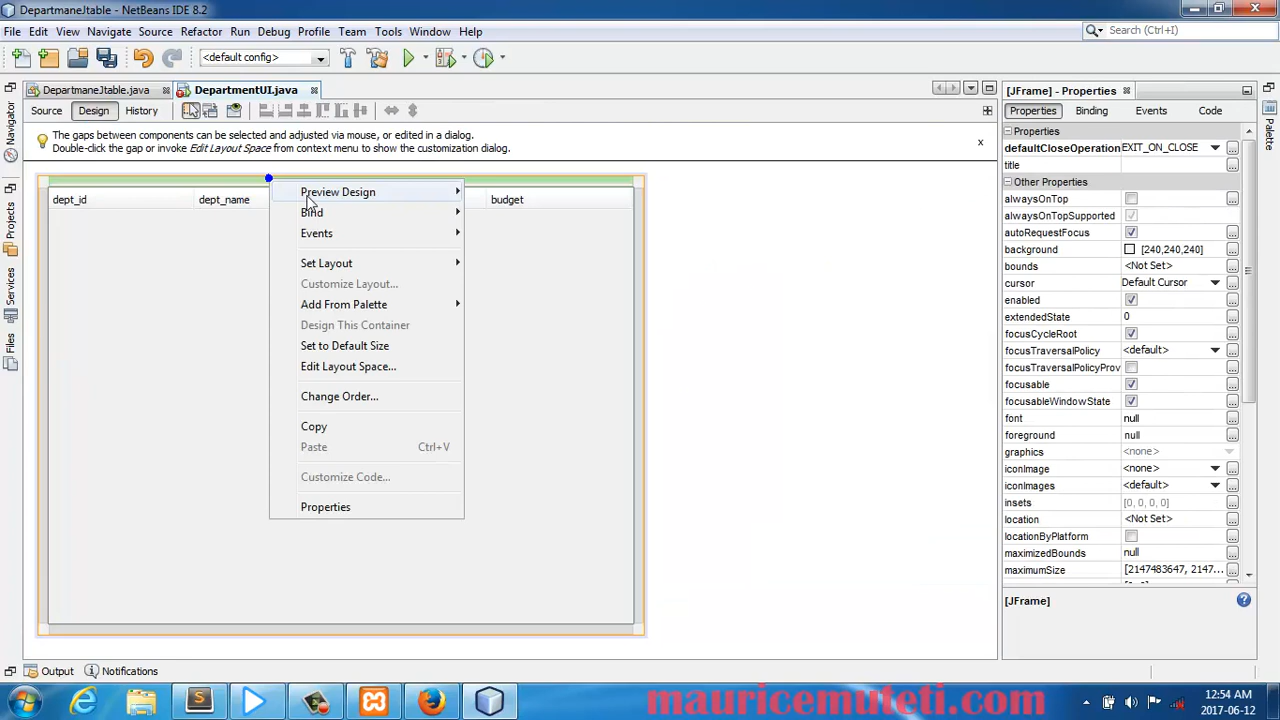 DepartmaneJtable - NetBeans IDE 8.2
File Edit View Navigate Source Refactor Run Debug Profile Team Tools Window Help
Search (Ctrl+I)
<default config>
DepartmaneJtable.java
DepartmentUI.java
[JFrame] - Properties
Source Design History
Properties Binding Events Code
The gaps between components can be selected and adjusted via mouse, or edited in a dialog.
Double-click the gap or invoke Edit Layout Space from context menu to show the customization dialog.
x
Navigator
Projects
Services
Files
Palette
dept_id
dept_name
budget
Preview Design
Bind
Events
Set Layout
Customize Layout...
Add From Palette
Design This Container
Set to Default Size
Edit Layout Space...
Change Order...
Copy
Paste Ctrl+V
Customize Code...
Properties
Properties
defaultCloseOperation EXIT_ON_CLOSE
title
Other Properties
alwaysOnTop
alwaysOnTopSupported
autoRequestFocus
background [240,240,240]
bounds <Not Set>
cursor Default Cursor
enabled
extendedState 0
focusCycleRoot
focusTraversalPolicy <default>
focusTraversalPolicyProv
focusable
focusableWindowState
font null
foreground null
graphics <none>
iconImage <none>
iconImages <default>
insets [0, 0, 0, 0]
location <Not Set>
locationByPlatform
maximizedBounds null
maximumSize [2147483647, 2147...
[JFrame]
Output Notifications
mauricemuteti.com
12:54 AM
2017-06-12